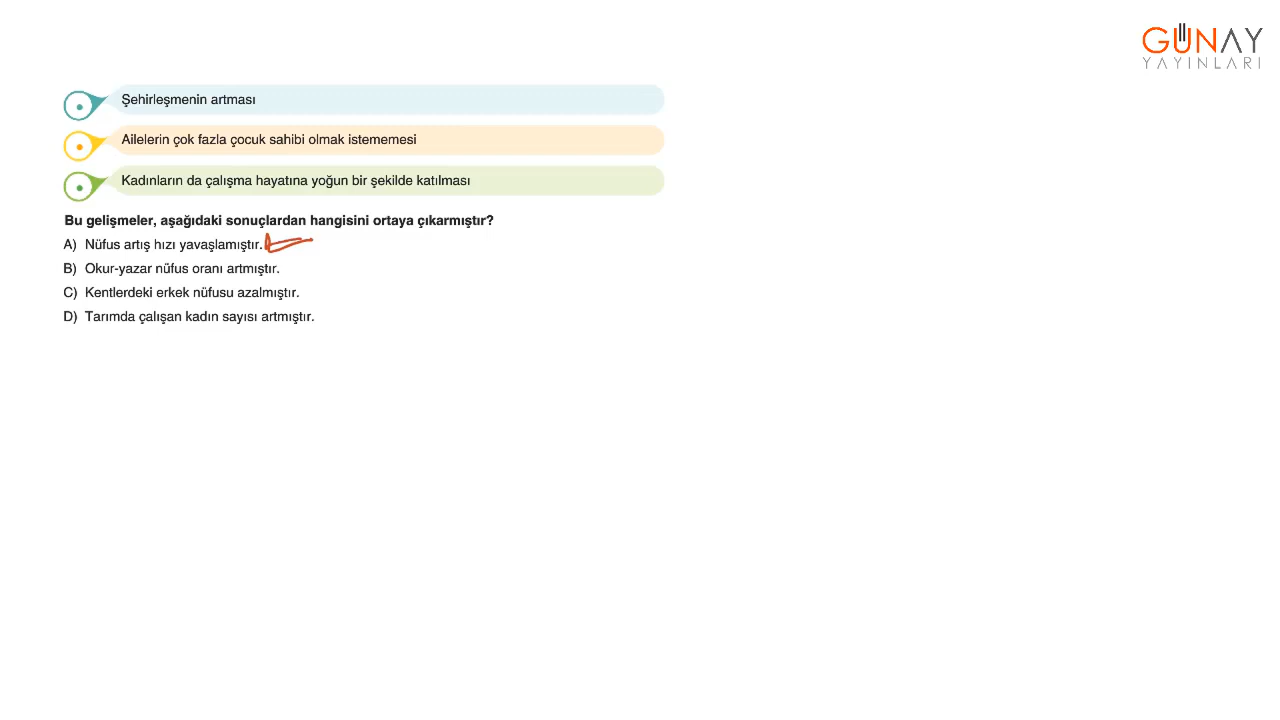 GÜNAY
YAYINLARI
Şehirleşmenin artması
Ailelerin çok fazla çocuk sahibi olmak istememesi
Kadınların da çalışma hayatına yoğun bir şekilde katılması
Bu gelişmeler, aşağıdaki sonuçlardan hangisini ortaya çıkarmıştır?
A) Nüfus artış hızı yavaşlamıştır.
B) Okur-yazar nüfus oranı artmıştır.
C) Kentlerdeki erkek nüfusu azalmıştır.
D) Tarımda çalışan kadın sayısı artmıştır.